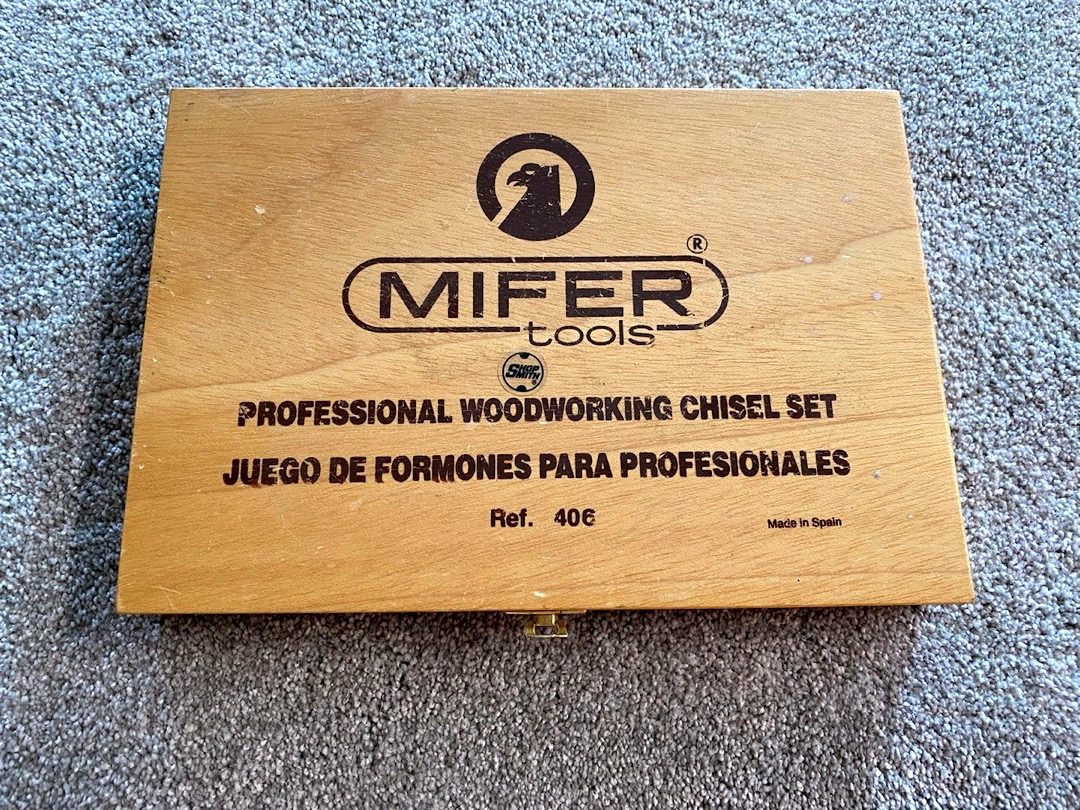 ®
MIFER
tools
SHOP
SMITH
PROFESSIONAL WOODWORKING CHISEL SET
JUEGO DE FORMONES PARA PROFESIONALES
Ref. 406
Made in Spain